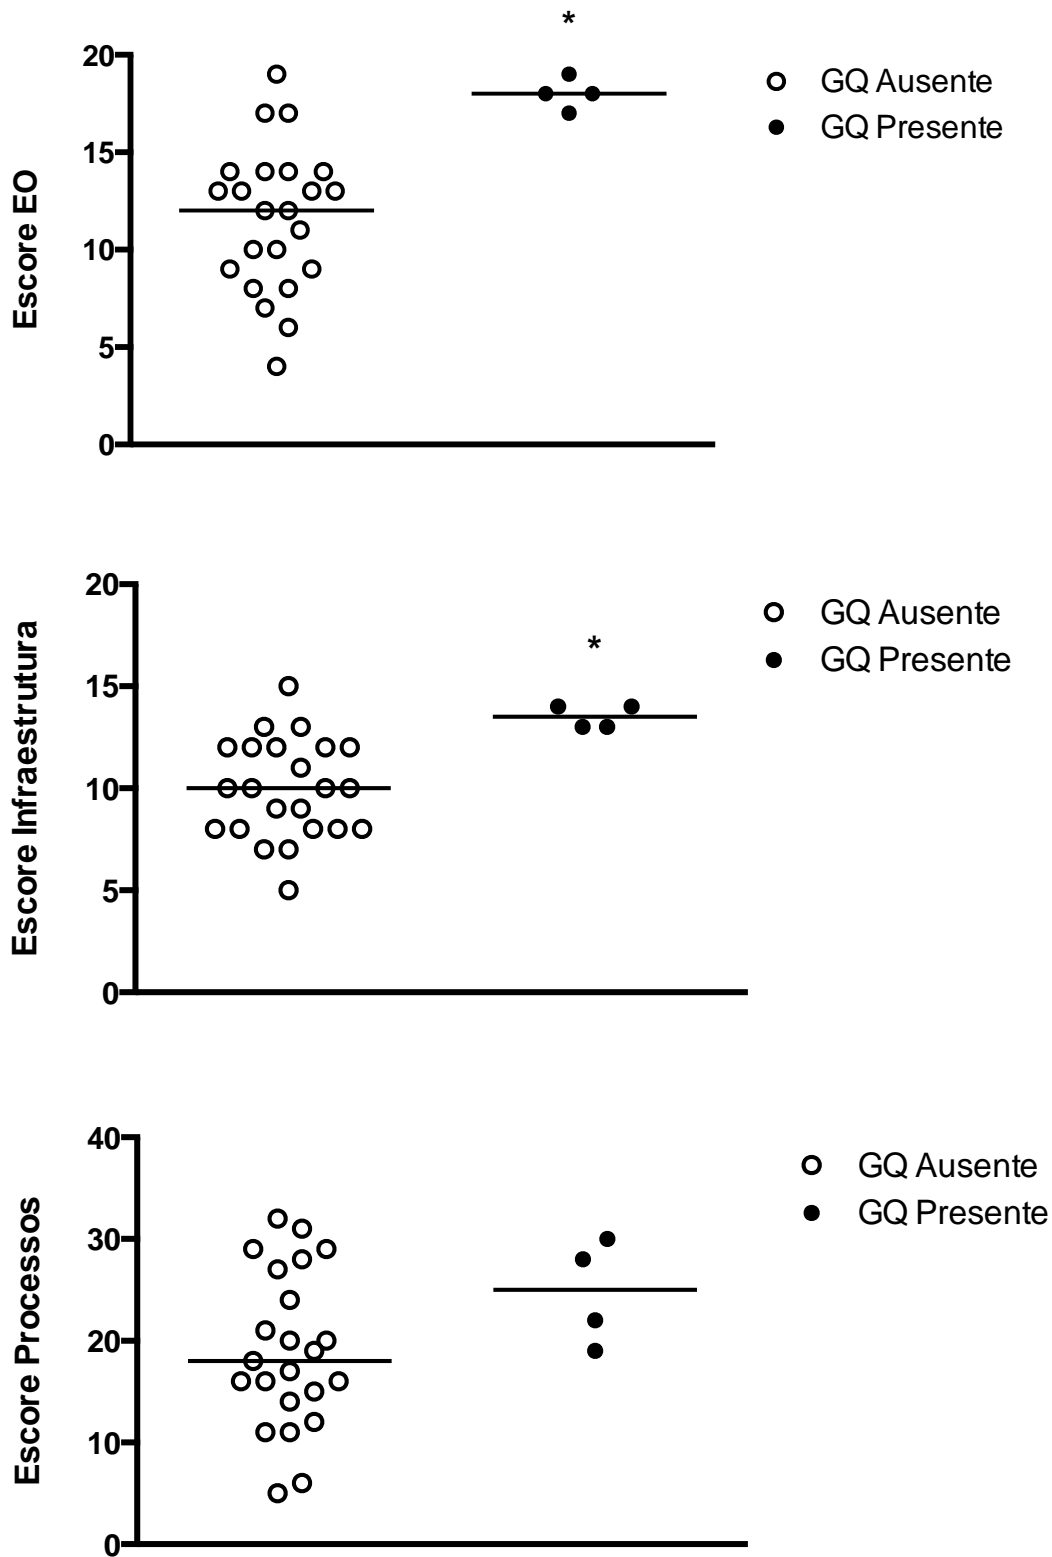 *
20
15
10
5
0
Escore EO
GQ Ausente
GQ Presente
20
15
10
5
0
Escore Infraestrutura
*
GQ Ausente
GQ Presente
40
30
20
10
0
Escore Processos
GQ Ausente
GQ Presente